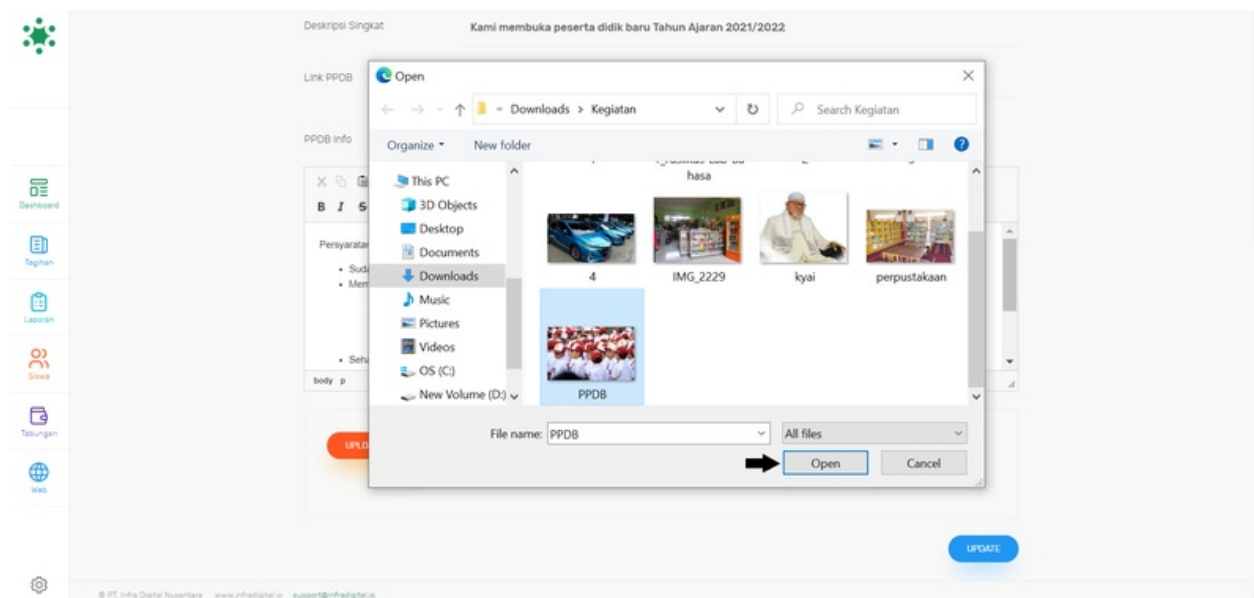 Deskripsi Singkat Kami membuka peserta didik baru Tahun Ajaran 2021/2022
Link PPDB
Open
« Downloads › Kegiatan
Search Kegiatan
PPDB Info
Organize
New folder
hasa
This PC
3D Objects
Desktop
Documents
Downloads
Music
Pictures
Videos
OS (C:)
New Volume (D:)
4
IMG_2229
kyai
perpustakaan
PPDB
B I S
Persyaratan
body p
File name: PPDB
All files
Open
Cancel
UPDATE
Dashboard
Tagihan
Laporan
Siswa
Tabungan
Web
© PT. Infra Digital Nusantara www.infradigital.io support@infradigital.io